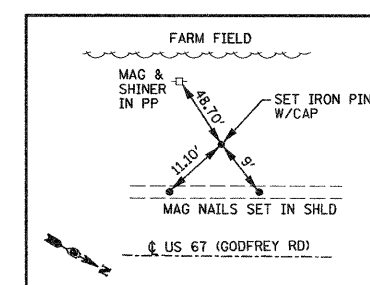 FARM FIELD
MAG &
SHINER
IN PP
48.70'
SET IRON PIN
W/CAP
11.10'
9'
MAG NAILS SET IN SHLD
℄ US 67 (GODFREY RD)
N